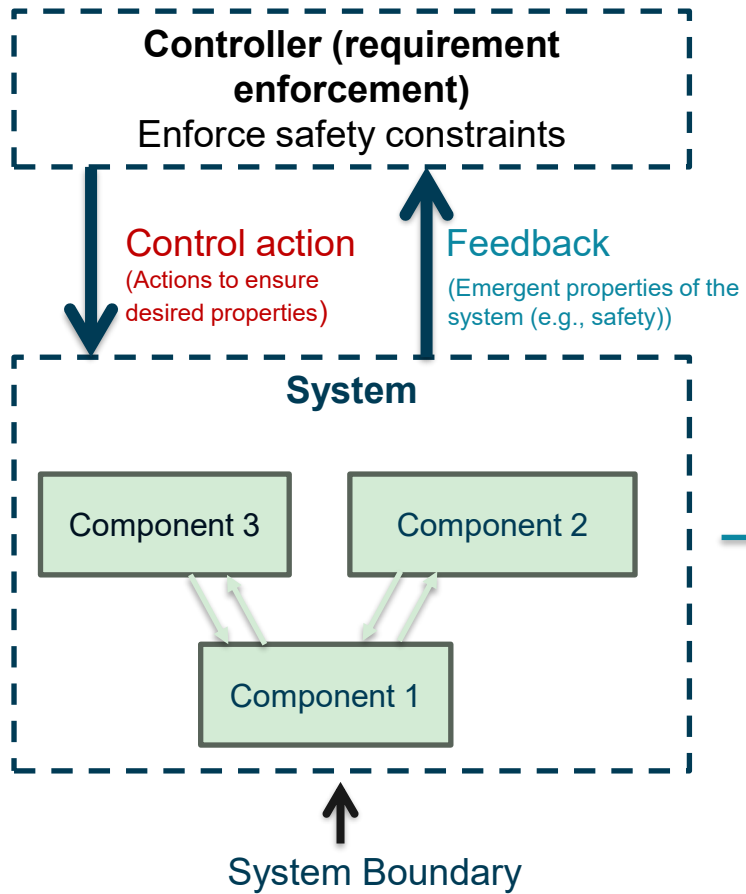 Controller (requirement
enforcement)
Enforce safety constraints
Control action
(Actions to ensure
desired properties)
Feedback
(Emergent properties of the
system (e.g., safety))
System
Component 3
Component 2
Component 1
System Boundary